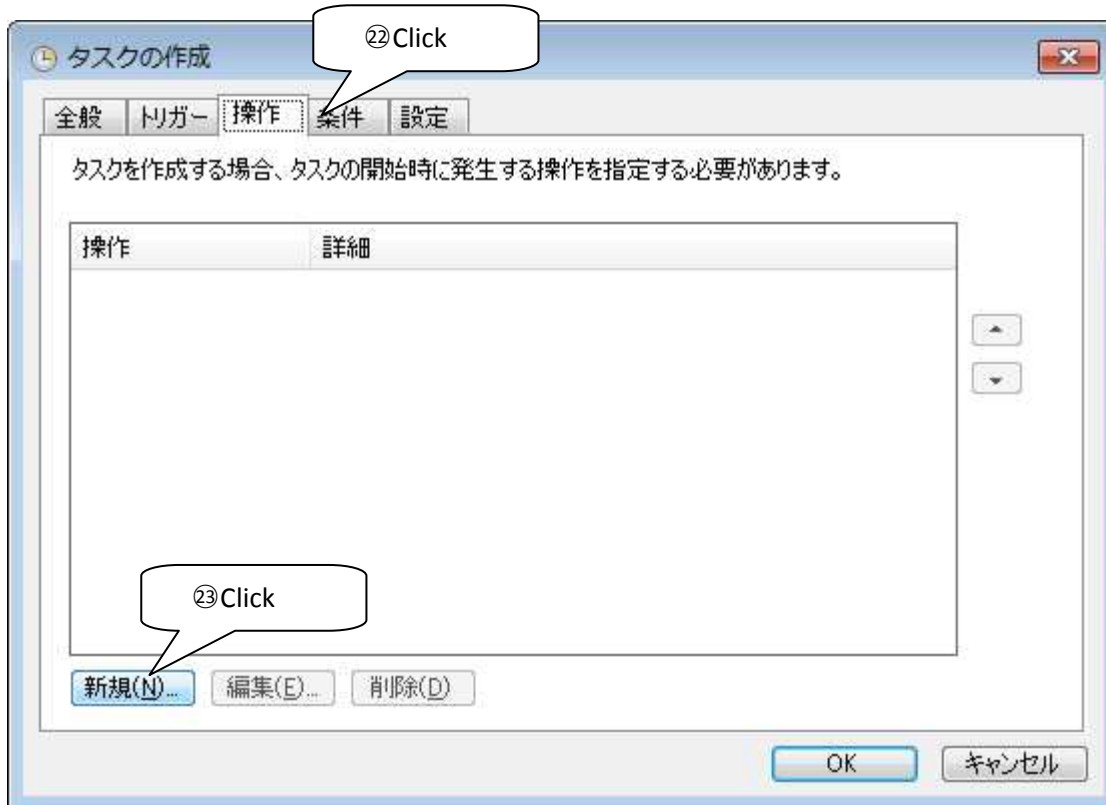 ㉒Click
タスクの作成
全般 トリガー 操作 条件 設定
タスクを作成する場合、タスクの開始時に発生する操作を指定する必要があります。
操作 詳細
㉓Click
新規(N)... 編集(E)... 削除(D)
OK キャンセル